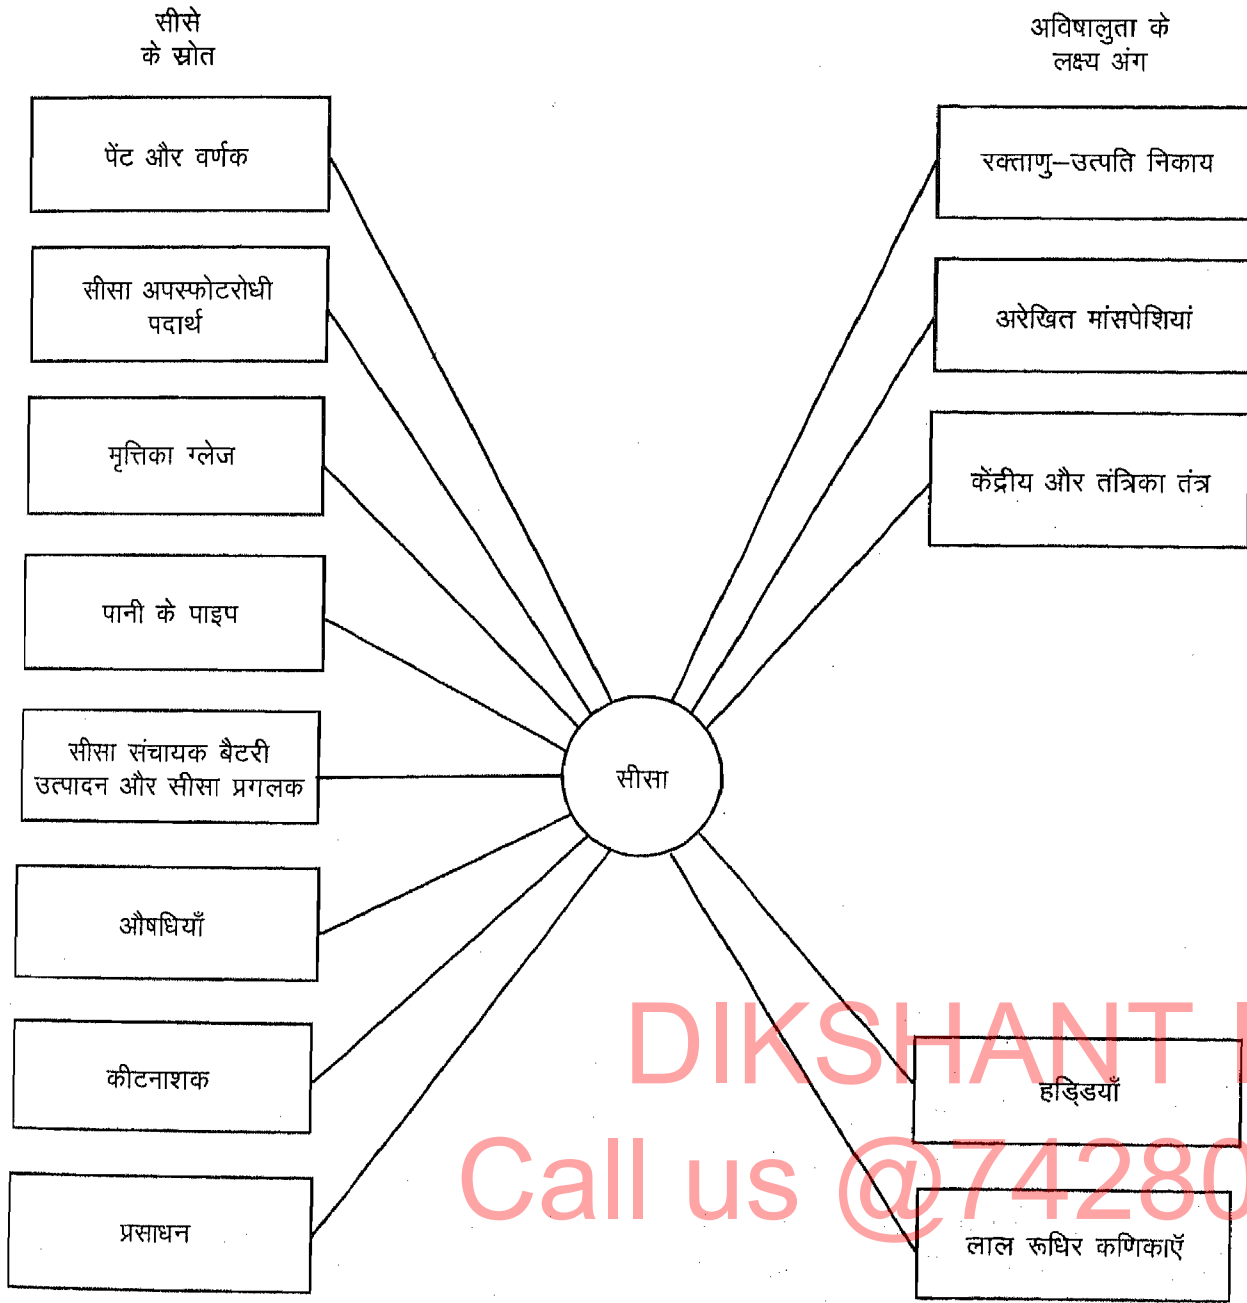 सीसे
के स्रोत
पेंट और वर्णक
सीसा अपस्फोटरोधी
पदार्थ
मृत्तिका ग्लेज
पानी के पाइप
सीसा संचायक बैटरी
उत्पादन और सीसा प्रगलक
औषधियाँ
कीटनाशक
प्रसाधन
सीसा
अविषालुता के
लक्ष्य अंग
रक्ताणु–उत्पति निकाय
अरेखित मांसपेशियां
केंद्रीय और तंत्रिका तंत्र
हड्डियाँ
लाल रूधिर कणिकाएँ
DIKSHANT
Call us @74280